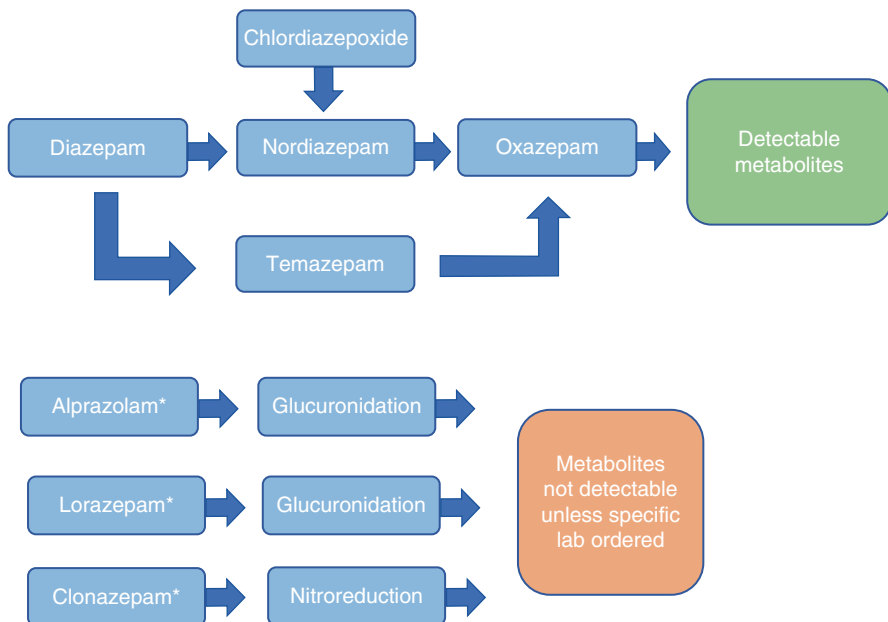 Chlordiazepoxide
Diazepam
Nordiazepam
Oxazepam
Detectable
metabolites
Temazepam
Alprazolam*
Glucuronidation
Lorazepam*
Glucuronidation
Clonazepam*
Nitroreduction
Metabolites
not detectable
unless specific
lab ordered